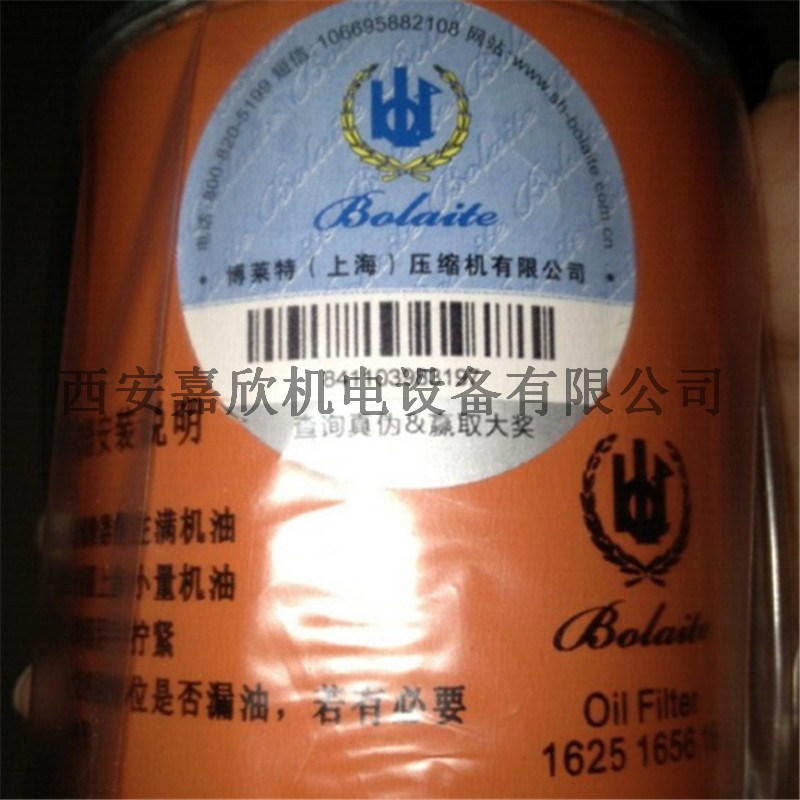 电话:800-820-5199 短信:106695882108 网站:www.sh-bolaite.com.cn
Bolaite
博莱特（上海）压缩机有限公司
西安嘉欣机电设备有限公司
查询真伪&赢取大奖
安装说明
注满机油
少量机油
拧紧
位是否漏油，若有必要
Bolaite
Oil Filter
1625 1656